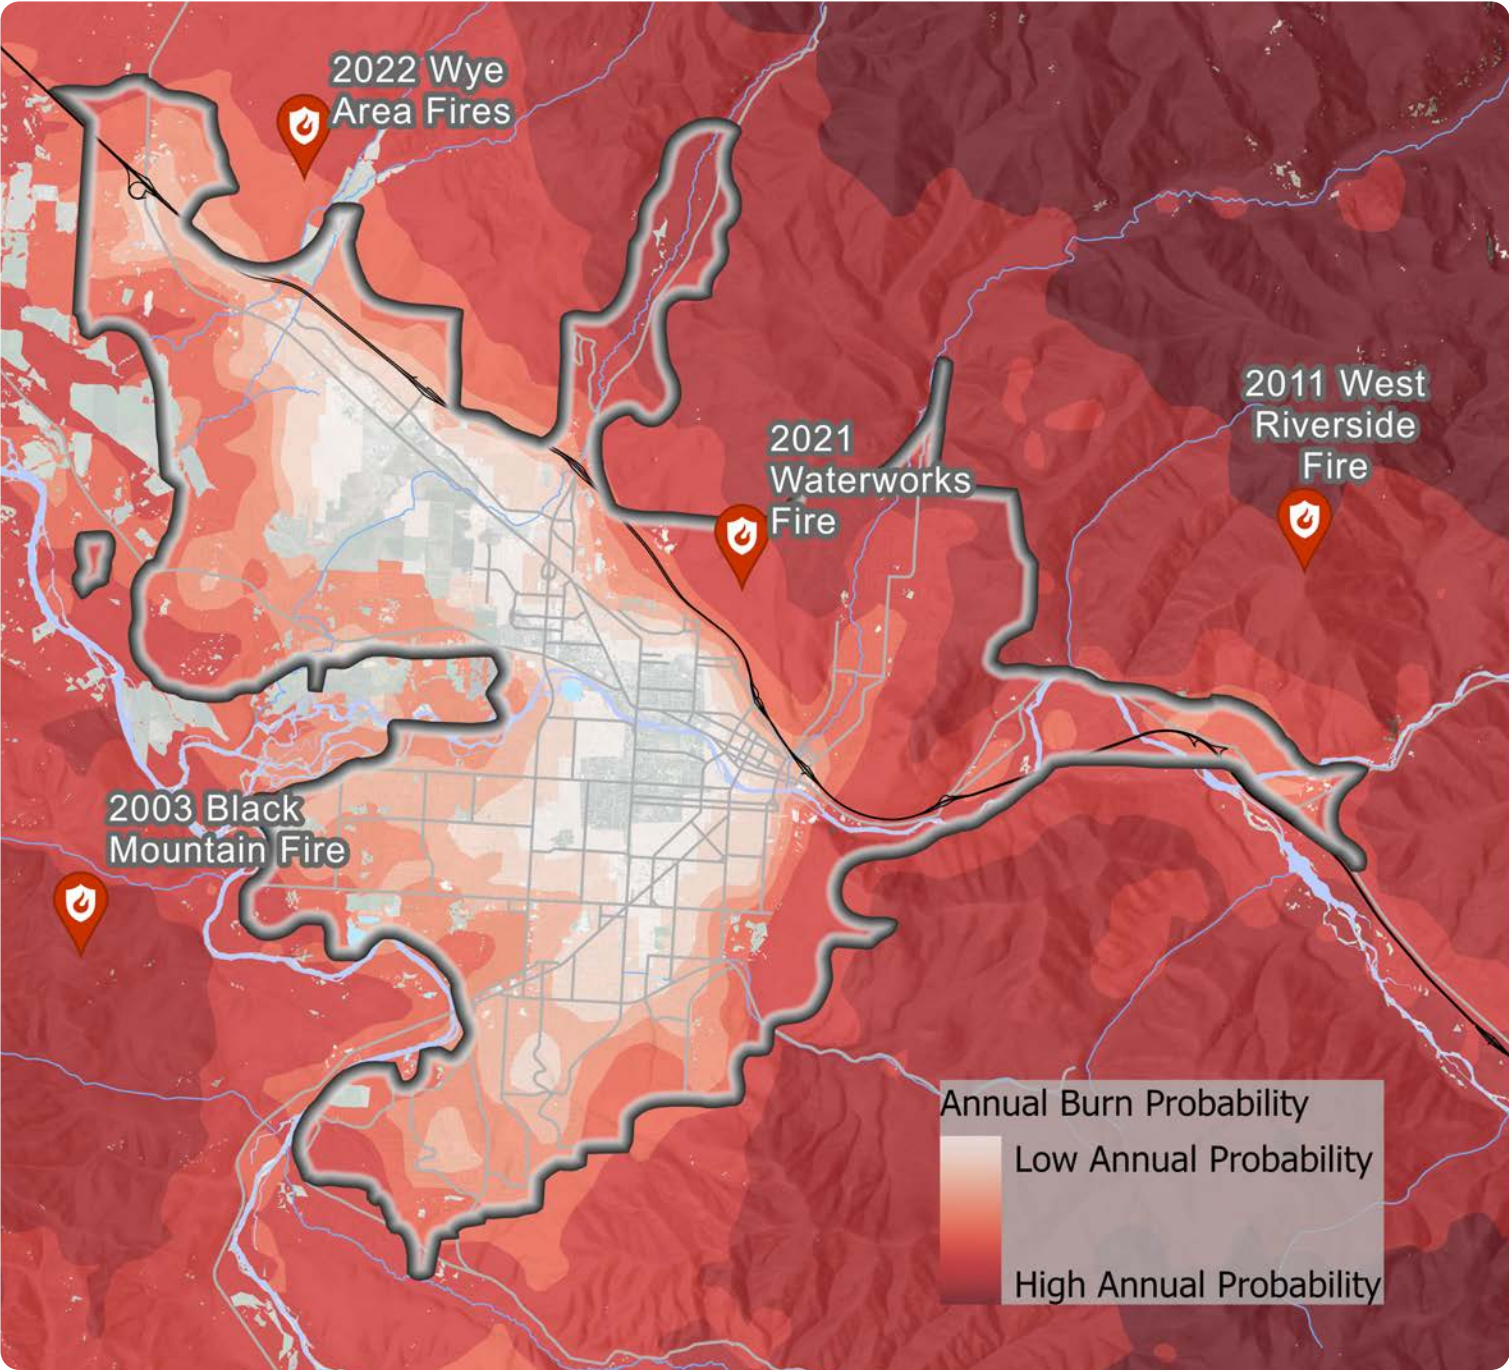 2022 Wye
Area Fires
2011 West
Riverside
Fire
2021
Waterworks
Fire
2003 Black
Mountain Fire
Annual Burn Probability
Low Annual Probability
High Annual Probability